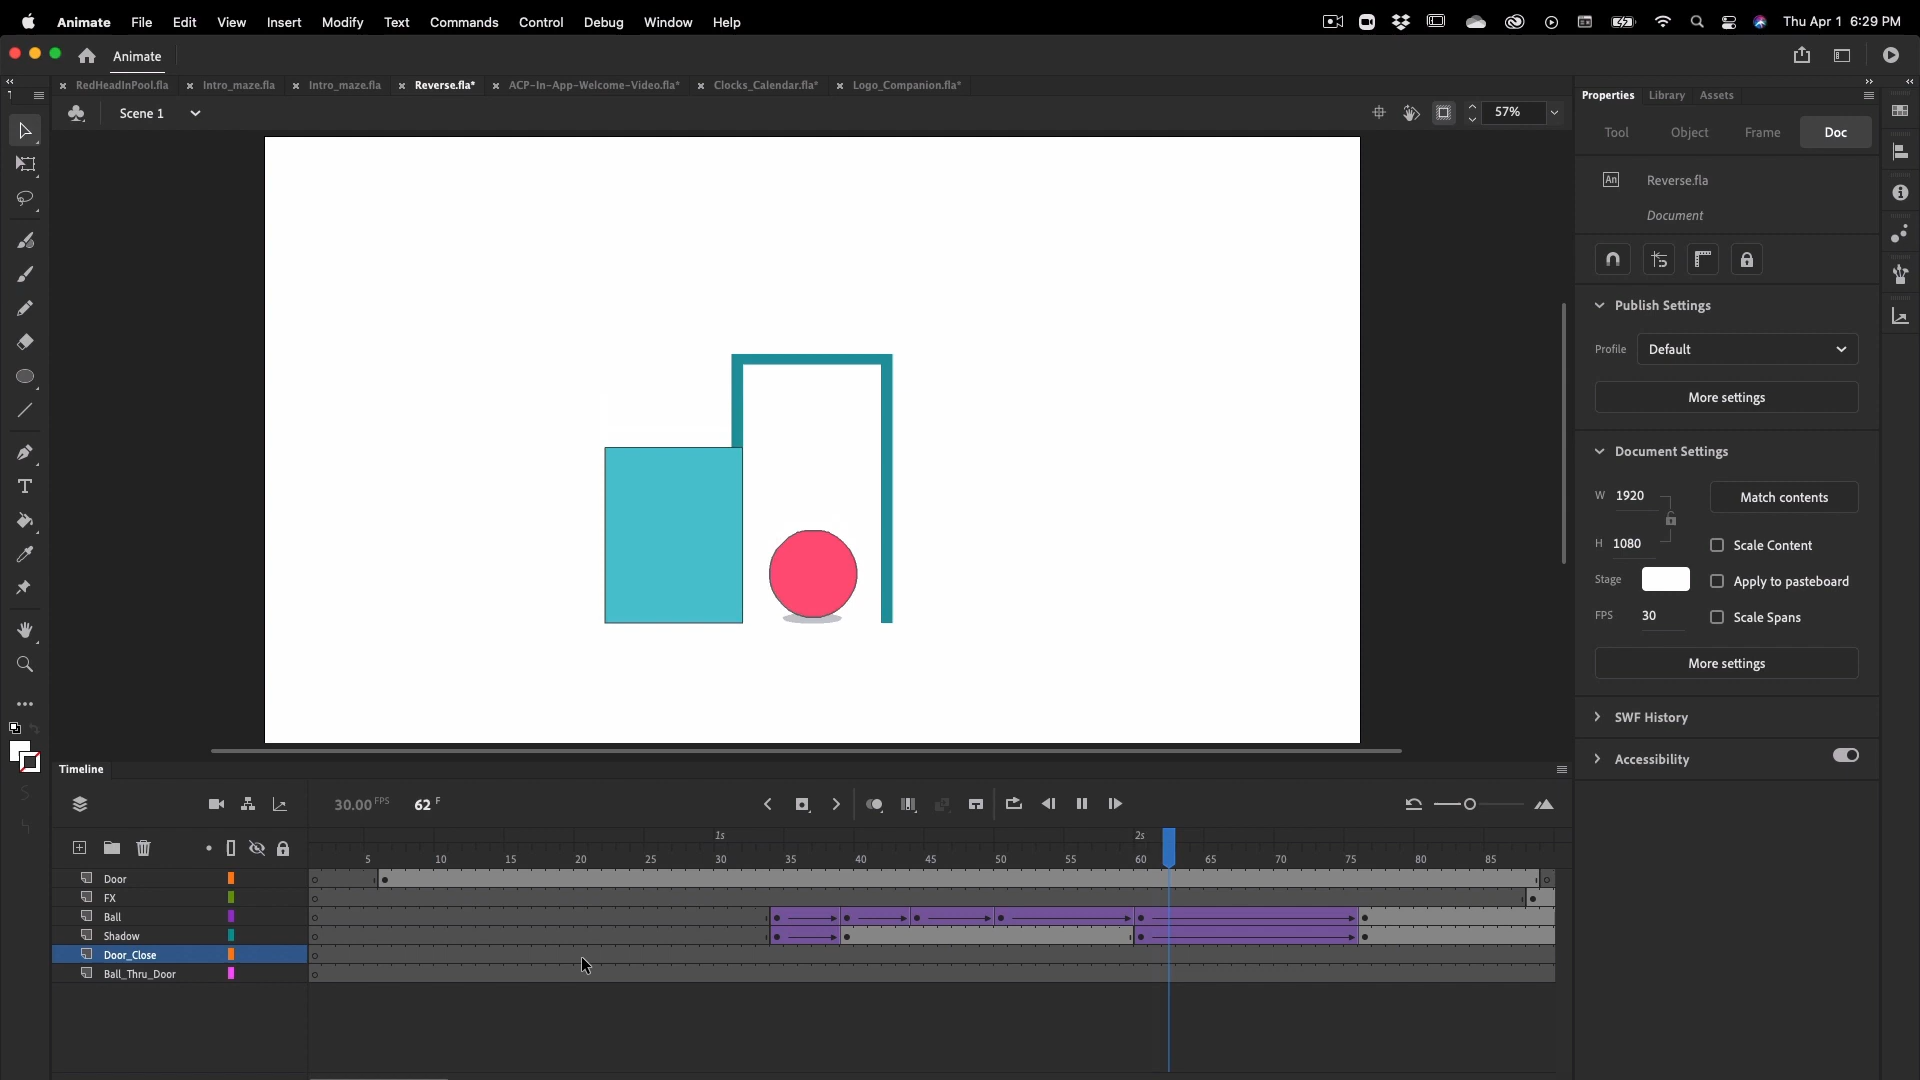 Animate File Edit View Insert Modify Text Commands Control Debug Window Help Thu Apr 1 6:29 PM
Animate
RedHeadInPool.fla Intro_maze.fla Intro_maze.fla Reverse.fla* ACP-In-App-Welcome-Video.fla* Clocks_Calendar.fla* Logo_Companion.fla*
Scene 1 57%
Properties Library Assets
Tool Object Frame Doc
An Reverse.fla
Document
Publish Settings
Profile Default
More settings
Document Settings
W 1920 Match contents
H 1080 Scale Content
Stage Apply to pasteboard
FPS 30 Scale Spans
More settings
SWF History
Accessibility
Timeline
30.00 FPS 62 F
1s 2s
5 10 15 20 25 30 35 40 45 50 55 60 65 70 75 80 85
Door
FX
Ball
Shadow
Door_Close
Ball_Thru_Door